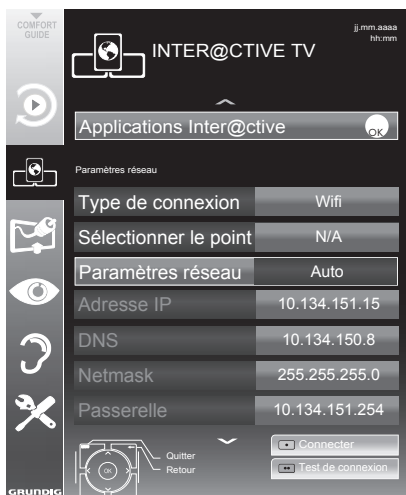 COMFORT
GUIDE
INTER@CTIVE TV
jj.mm.aaaa
hh:mm
Applications Inter@ctive
OK
Paramètres réseau
Type de connexion Wifi
Sélectionner le point N/A
Paramètres réseau Auto
Adresse IP 10.134.151.15
DNS 10.134.150.8
Netmask 255.255.255.0
Passerelle 10.134.151.254
OK
Quitter
Retour
Connecter
Test de connexion
GRUNDIG